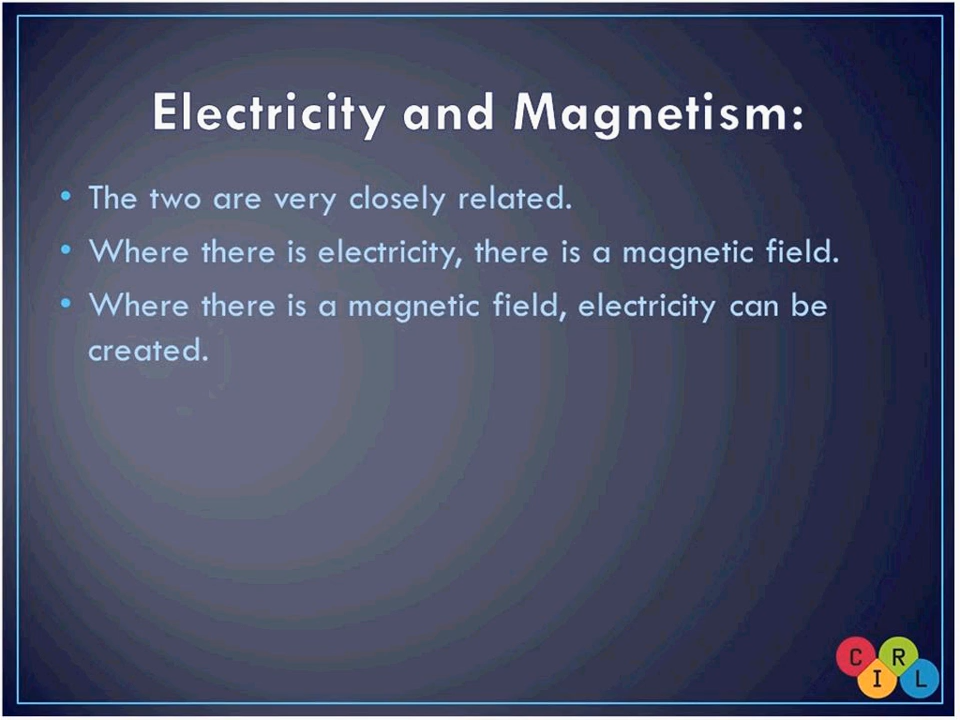 Electricity and Magnetism:
• The two are very closely related.
• Where there is electricity, there is a magnetic field.
• Where there is a magnetic field, electricity can be
created.
C R
I L